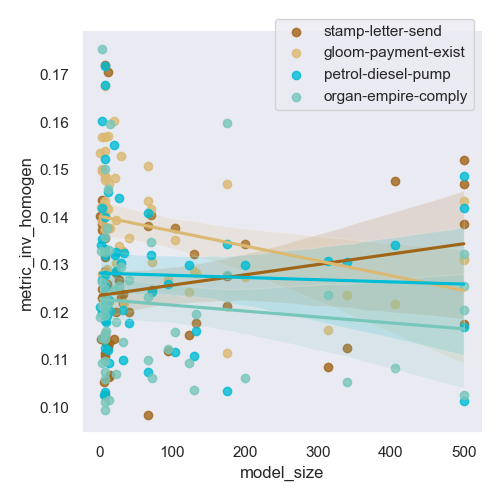 stamp-letter-send
gloom-payment-exist
petrol-diesel-pump
organ-empire-comply
0.17
0.16
0.15
0.14
0.13
0.12
0.11
0.10
metric_inv_homogen
0
100
200
300
400
500
model_size